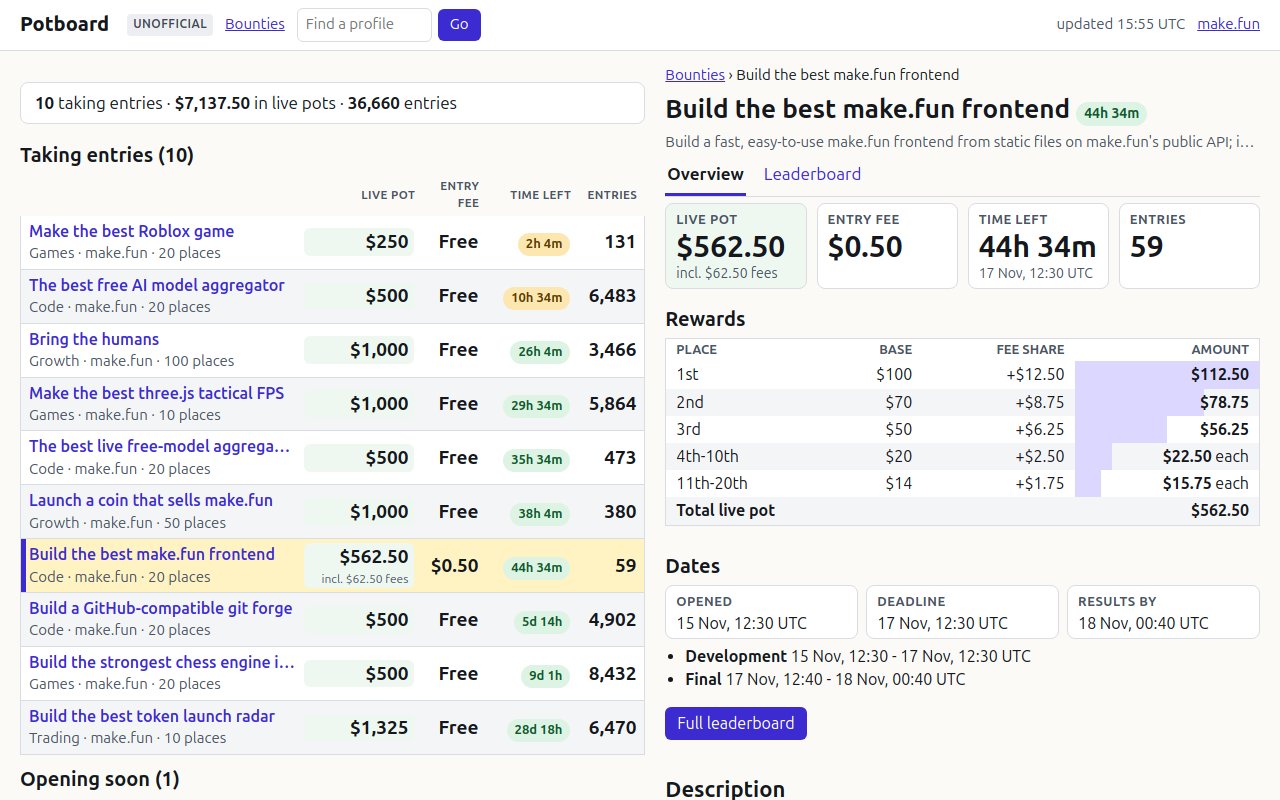 Potboard UNOFFICIAL Bounties Find a profile Go updated 15:55 UTC make.fun
10 taking entries · $7,137.50 in live pots · 36,660 entries
Taking entries (10)
LIVE POT ENTRY FEE TIME LEFT ENTRIES
Make the best Roblox game
Games · make.fun · 20 places
$250 Free 2h 4m 131
The best free AI model aggregator
Code · make.fun · 20 places
$500 Free 10h 34m 6,483
Bring the humans
Growth · make.fun · 100 places
$1,000 Free 26h 4m 3,466
Make the best three.js tactical FPS
Games · make.fun · 10 places
$1,000 Free 29h 34m 5,864
The best live free-model aggrega…
Code · make.fun · 20 places
$500 Free 35h 34m 473
Launch a coin that sells make.fun
Growth · make.fun · 50 places
$1,000 Free 38h 4m 380
Build the best make.fun frontend
Code · make.fun · 20 places
$562.50 $0.50 44h 34m 59
incl. $62.50 fees
Build a GitHub-compatible git forge
Code · make.fun · 20 places
$500 Free 5d 14h 4,902
Build the strongest chess engine i…
Games · make.fun · 20 places
$500 Free 9d 1h 8,432
Build the best token launch radar
Trading · make.fun · 10 places
$1,325 Free 28d 18h 6,470
Opening soon (1)
Bounties › Build the best make.fun frontend
Build the best make.fun frontend 44h 34m
Build a fast, easy-to-use make.fun frontend from static files on make.fun's public API; i…
Overview Leaderboard
LIVE POT
$562.50
incl. $62.50 fees
ENTRY FEE
$0.50
TIME LEFT
44h 34m
17 Nov, 12:30 UTC
ENTRIES
59
Rewards
PLACE BASE FEE SHARE AMOUNT
1st $100 +$12.50 $112.50
2nd $70 +$8.75 $78.75
3rd $50 +$6.25 $56.25
4th-10th $20 +$2.50 $22.50 each
11th-20th $14 +$1.75 $15.75 each
Total live pot $562.50
Dates
OPENED
15 Nov, 12:30 UTC
DEADLINE
17 Nov, 12:30 UTC
RESULTS BY
18 Nov, 00:40 UTC
• Development 15 Nov, 12:30 - 17 Nov, 12:30 UTC
• Final 17 Nov, 12:40 - 18 Nov, 00:40 UTC
Full leaderboard
Description